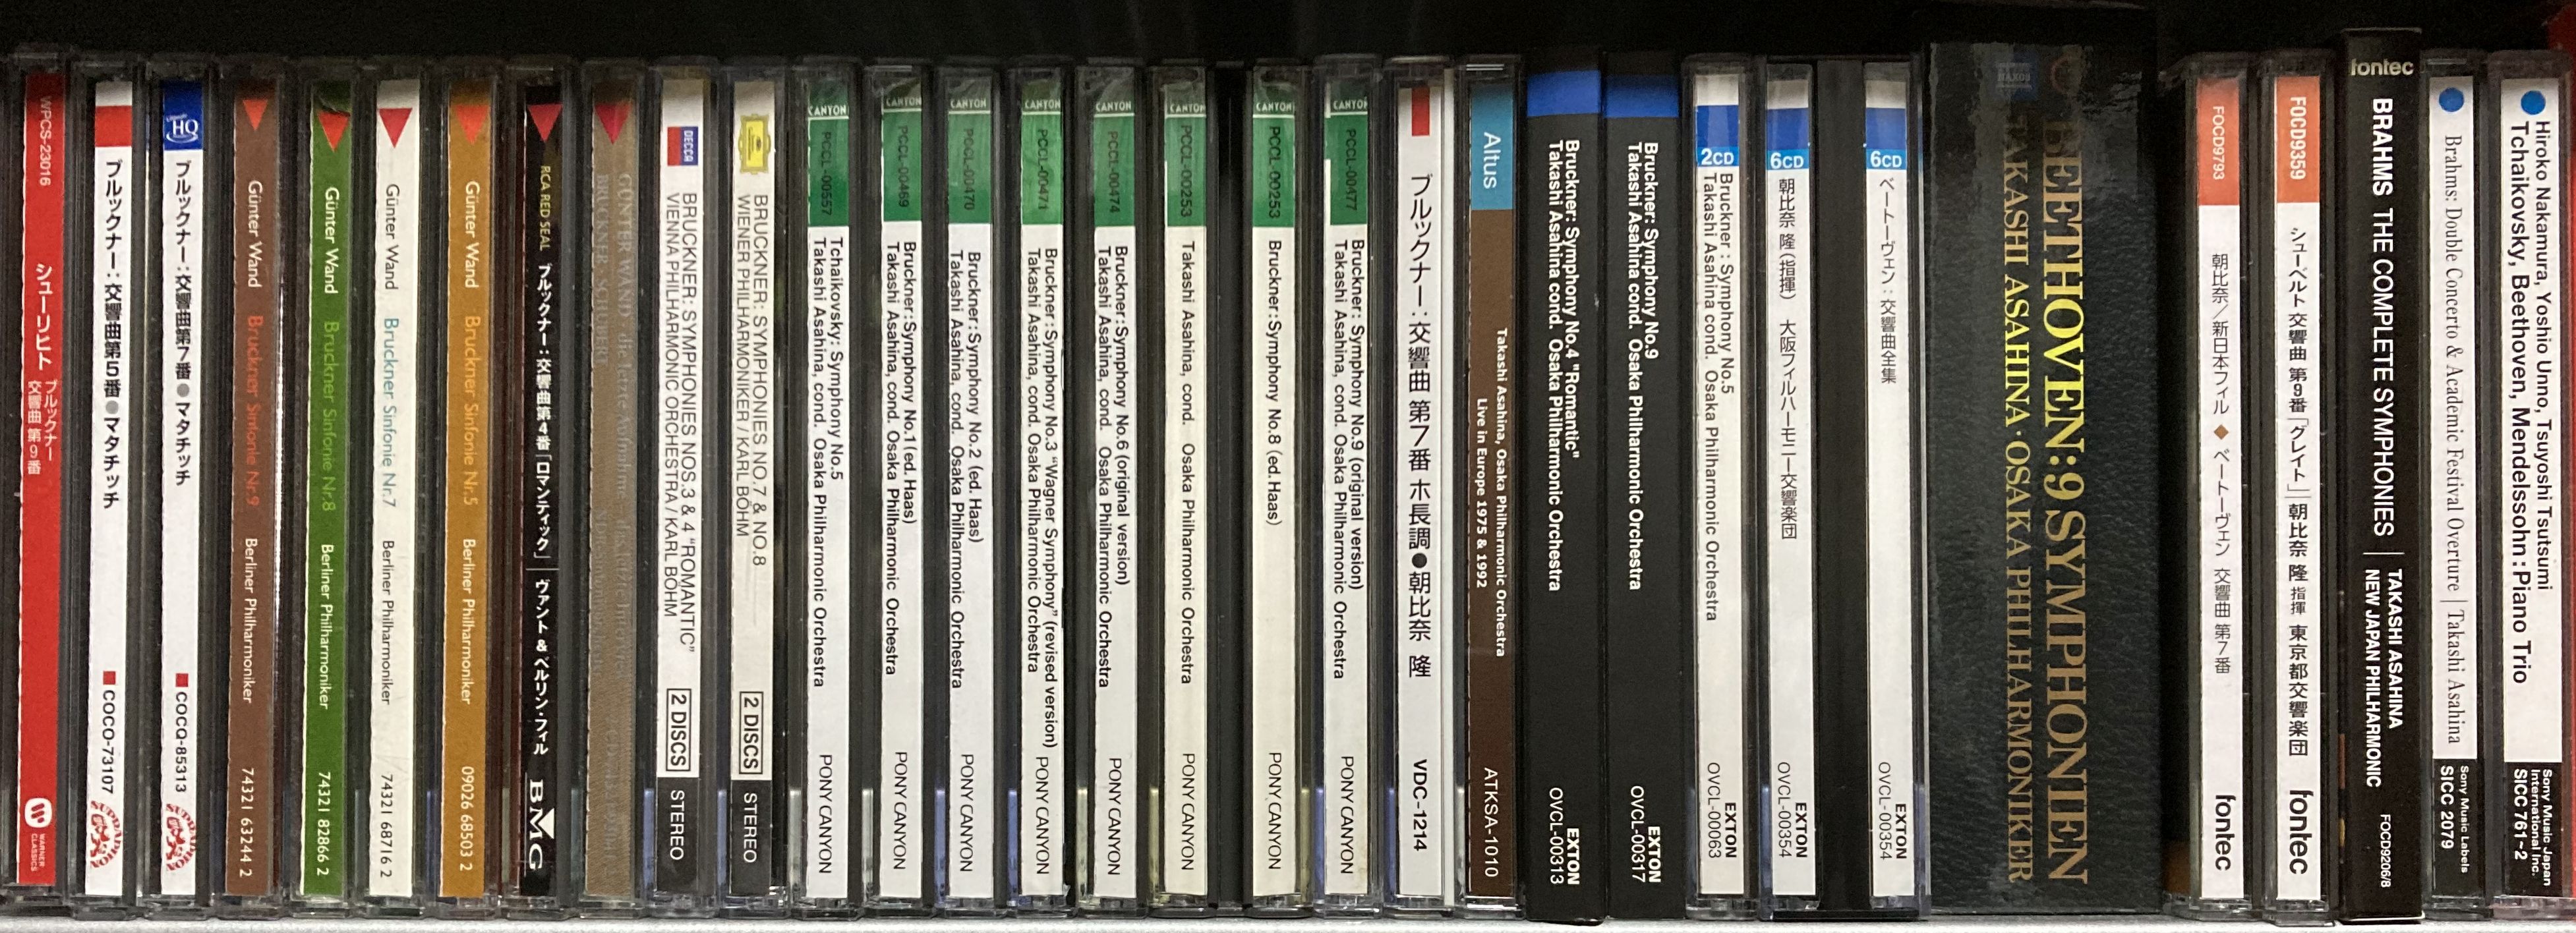 WPCS-23016
シューリヒト
ブルックナー
交響曲 第9番
WARNER CLASSICS
ブルックナー:交響曲第5番●マタチッチ
COCO-73107
SUPRAPHON
HQ
ブルックナー:交響曲第7番●マタチッチ
COCQ-85313
SUPRAPHON
Günter Wand Bruckner Sinfonie Nr.9 Berliner Philharmoniker 74321 63244 2
Günter Wand Bruckner Sinfonie Nr.8 Berliner Philharmoniker 74321 82866 2
Günter Wand Bruckner Sinfonie Nr.7 Berliner Philharmoniker 74321 68716 2
Günter Wand Bruckner Sinfonie Nr.5 Berliner Philharmoniker 09026 68503 2
RCA RED SEAL ブルックナー:交響曲第4番「ロマンティック」 ヴァント & ベルリン・フィル BMG
GÜNTER WAND die letzte Aufnahme
BRUCKNER SCHUBERT
DECCA
BRUCKNER: SYMPHONIES NOS.3 & 4 "ROMANTIC"
VIENNA PHILHARMONIC ORCHESTRA / KARL BÖHM
2 DISCS
STEREO
BRUCKNER: SYMPHONIES NO.7 & NO.8
WIENER PHILHARMONIKER / KARL BÖHM
2 DISCS
STEREO
CANYON
PCCL-00557
Tchaikovsky: Symphony No.5
Takashi Asahina, cond. Osaka Philharmonic Orchestra
PONY CANYON
CANYON
PCCL-00469
Bruckner:Symphony No.1(ed. Haas)
Takashi Asahina, cond. Osaka Philharmonic Orchestra
PONY CANYON
CANYON
PCCL-00470
Bruckner: Symphony No.2 (ed. Haas)
Takashi Asahina, cond. Osaka Philharmonic Orchestra
PONY CANYON
CANYON
PCCL-00471
Bruckner:Symphony No.3 "Wagner Symphony" (revised version)
Takashi Asahina, cond. Osaka Philharmonic Orchestra
PONY CANYON
CANYON
PCCL-00474
Bruckner:Symphony No.6 (original version)
Takashi Asahina, cond. Osaka Philharmonic Orchestra
PONY CANYON
CANYON
PCCL-00253
Takashi Asahina, cond. Osaka Philharmonic Orchestra
PONY CANYON
CANYON
PCCL-00253
Bruckner:Symphony No.8 (ed. Haas)
PONY CANYON
CANYON
PCCL-00477
Bruckner: Symphony No.9 (original version)
Takashi Asahina, cond. Osaka Philharmonic Orchestra
PONY CANYON
ブルックナー:交響曲 第7番 ホ長調●朝比奈 隆
VDC-1214
Altus
Takashi Asahina, Osaka Philharmonic Orchestra
Live in Europe 1975 & 1992
ATKSA-1010
Bruckner: Symphony No.4 "Romantic"
Takashi Asahina cond. Osaka Philharmonic Orchestra
EXTON
OVCL-00313
Bruckner: Symphony No.9
Takashi Asahina cond. Osaka Philharmonic Orchestra
EXTON
OVCL-00317
2CD
Bruckner : Symphony No.5
Takashi Asahina cond. Osaka Philharmonic Orchestra
EXTON
OVCL-00063
6CD
朝比奈 隆(指揮) 大阪フィルハーモニー交響楽団
EXTON
OVCL-00354
6CD
ベートーヴェン:交響曲全集
EXTON
OVCL-00354
BEETHOVEN:9 SYMPHONIEN
TAKASHI ASAHINA・OSAKA PHILHARMONIKER
FOCD9793
朝比奈/新日本フィル◆ベートーヴェン 交響曲 第7番
fontec
FOCD9359
シューベルト 交響曲 第9番「グレイト」 朝比奈 隆 指揮 東京都交響楽団
fontec
fontec
BRAHMS THE COMPLETE SYMPHONIES
TAKASHI ASAHINA
NEW JAPAN PHILHARMONIC
FOCD9206/8
Brahms: Double Concerto & Academic Festival Overture | Takashi Asahina
Sony Music Labels
SICC 2079
Hiroko Nakamura, Yoshio Unno, Tsuyoshi Tsutsumi
Tchaikovsky, Beethoven, Mendelssohn : Piano Trio
Sony Music Japan International Inc.
SICC 761~2